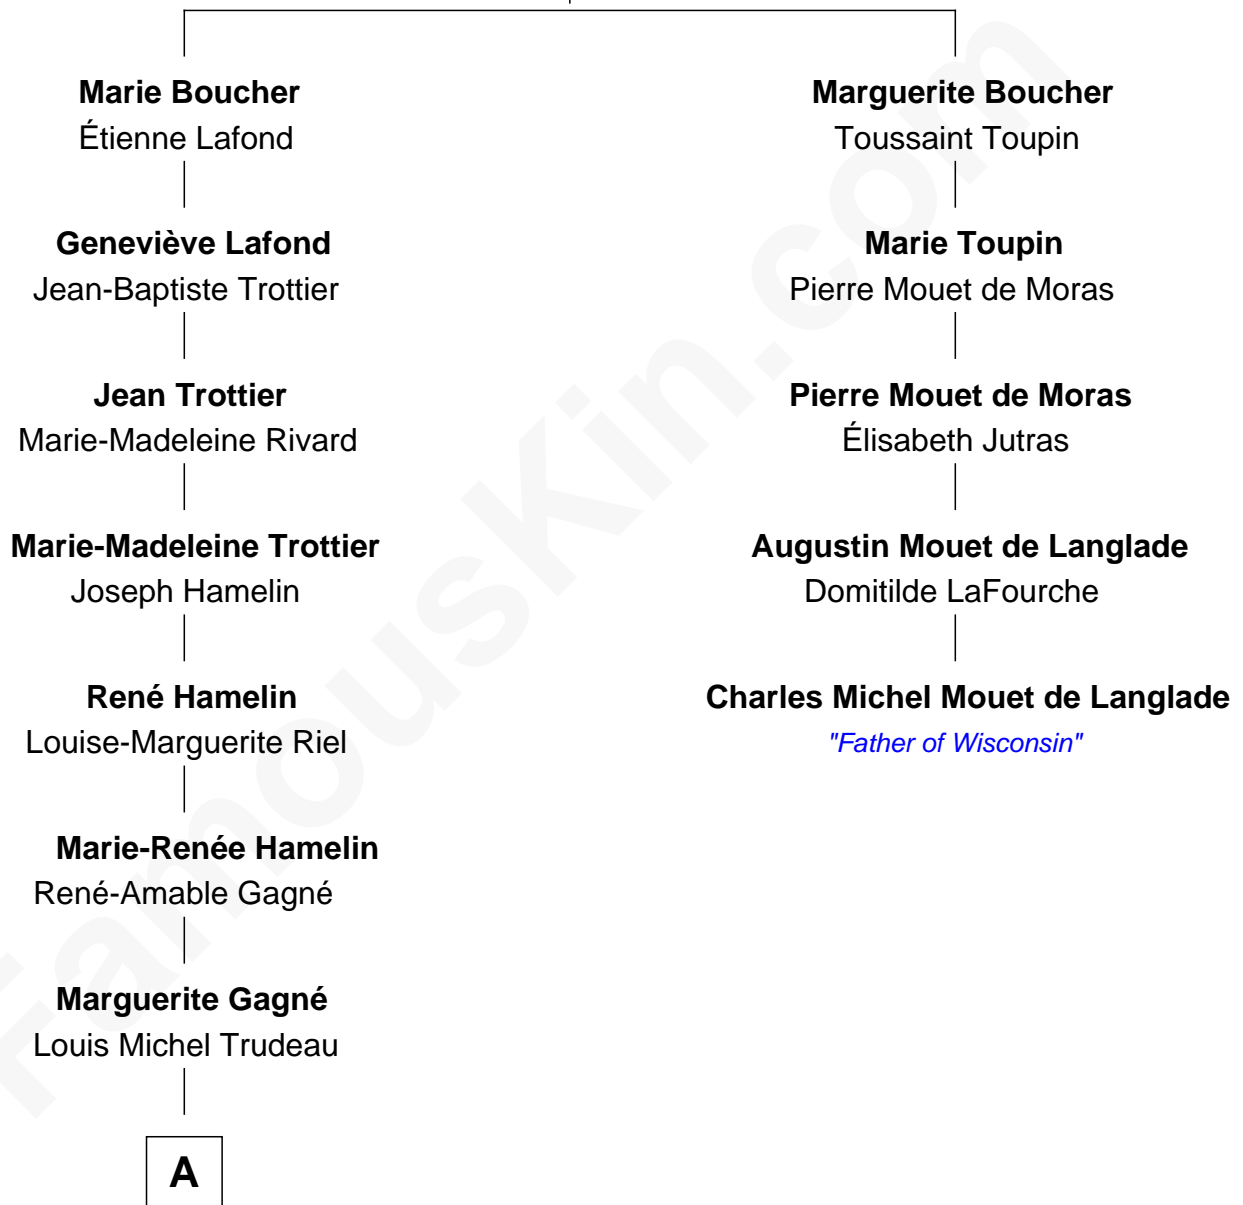 Marie Boucher
Étienne Lafond
Geneviève Lafond
Jean-Baptiste Trottier
Jean Trottier
Marie-Madeleine Rivard
Marie-Madeleine Trottier
Joseph Hamelin
René Hamelin
Louise-Marguerite Riel
Marie-Renée Hamelin
René-Amable Gagné
Marguerite Gagné
Louis Michel Trudeau
A
Marguerite Boucher
Toussaint Toupin
Marie Toupin
Pierre Mouet de Moras
Pierre Mouet de Moras
Élisabeth Jutras
Augustin Mouet de Langlade
Domitilde LaFourche
Charles Michel Mouet de Langlade
"Father of Wisconsin"
FamousKin.com